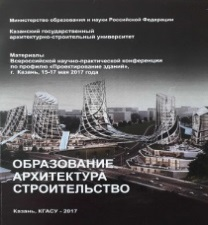 Министерство образования и науки Российской Федерации
Казанский государственный
архитектурно-строительный университет
Материалы
Всероссийской научно-практической конференции
по профилю «Проектирование зданий»,
г. Казань, 15-17 мая 2017 года
ОБРАЗОВАНИЕ
АРХИТЕКТУРА
СТРОИТЕЛЬСТВО
Казань, КГАСУ - 2017